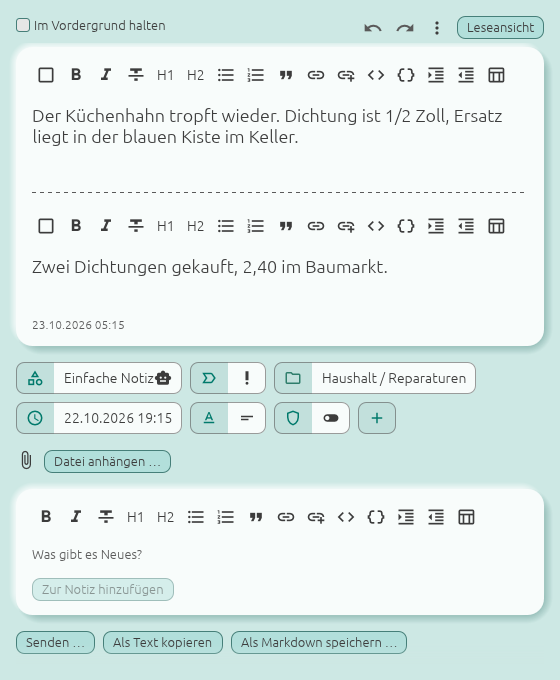 Im Vordergrund halten
Leseansicht
B I H1 H2
Der Küchenhahn tropft wieder. Dichtung ist 1/2 Zoll, Ersatz
liegt in der blauen Kiste im Keller.
B I H1 H2
Zwei Dichtungen gekauft, 2,40 im Baumarkt.
23.10.2026 05:15
Einfache Notiz
Haushalt / Reparaturen
22.10.2026 19:15
Datei anhängen …
B I H1 H2
Was gibt es Neues?
Zur Notiz hinzufügen
Senden … Als Text kopieren Als Markdown speichern …